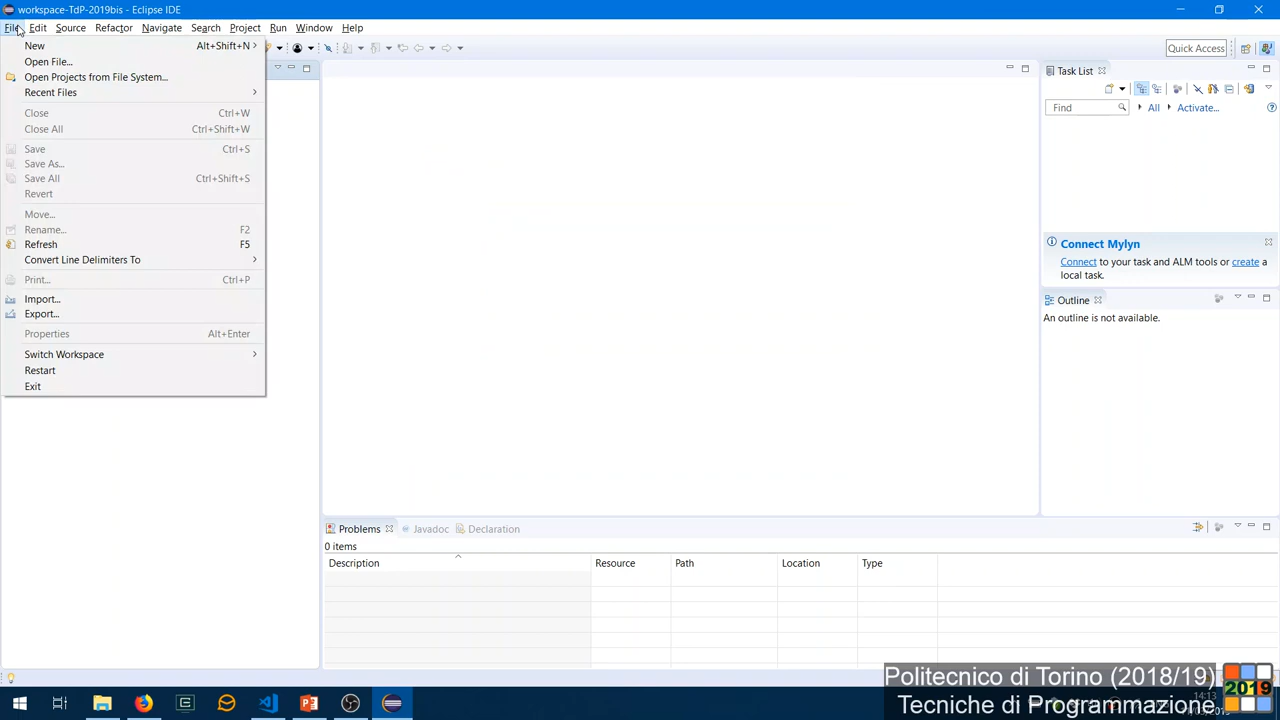 workspace-TdP-2019bis - Eclipse IDE
File Edit Source Refactor Navigate Search Project Run Window Help
Quick Access
New Alt+Shift+N
Open File...
Open Projects from File System...
Recent Files
Close Ctrl+W
Close All Ctrl+Shift+W
Save Ctrl+S
Save As...
Save All Ctrl+Shift+S
Revert
Move...
Rename... F2
Refresh F5
Convert Line Delimiters To
Print... Ctrl+P
Import...
Export...
Properties Alt+Enter
Switch Workspace
Restart
Exit
Task List
Find All Activate...
Connect Mylyn
Connect to your task and ALM tools or create a
local task.
Outline
An outline is not available.
Problems Javadoc Declaration
0 items
Description Resource Path Location Type
Politecnico di Torino (2018/19)
Tecniche di Programmazione
2019
14:13